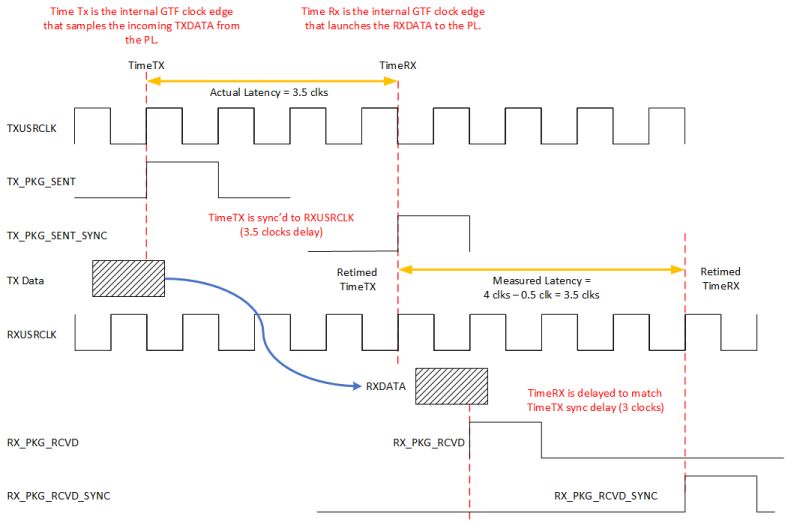 Time Tx is the internal GTF clock edge
that samples the incoming TXDATA from
the PL.
Time Rx is the internal GTF clock edge
that launches the RXDATA to the PL.
TimeTX
TimeRX
Actual Latency = 3.5 clks
TXUSRCLK
TX_PKG_SENT
TimeTX is sync'd to RXUSRCLK
(3.5 clocks delay)
TX_PKG_SENT_SYNC
TX Data
Retimed
TimeTX
Measured Latency =
4 clks – 0.5 clk = 3.5 clks
Retimed
TimeRX
RXUSRCLK
RXDATA
TimeRX is delayed to match
TimeTX sync delay (3 clocks)
RX_PKG_RCVD
RX_PKG_RCVD
RX_PKG_RCVD_SYNC
RX_PKG_RCVD_SYNC